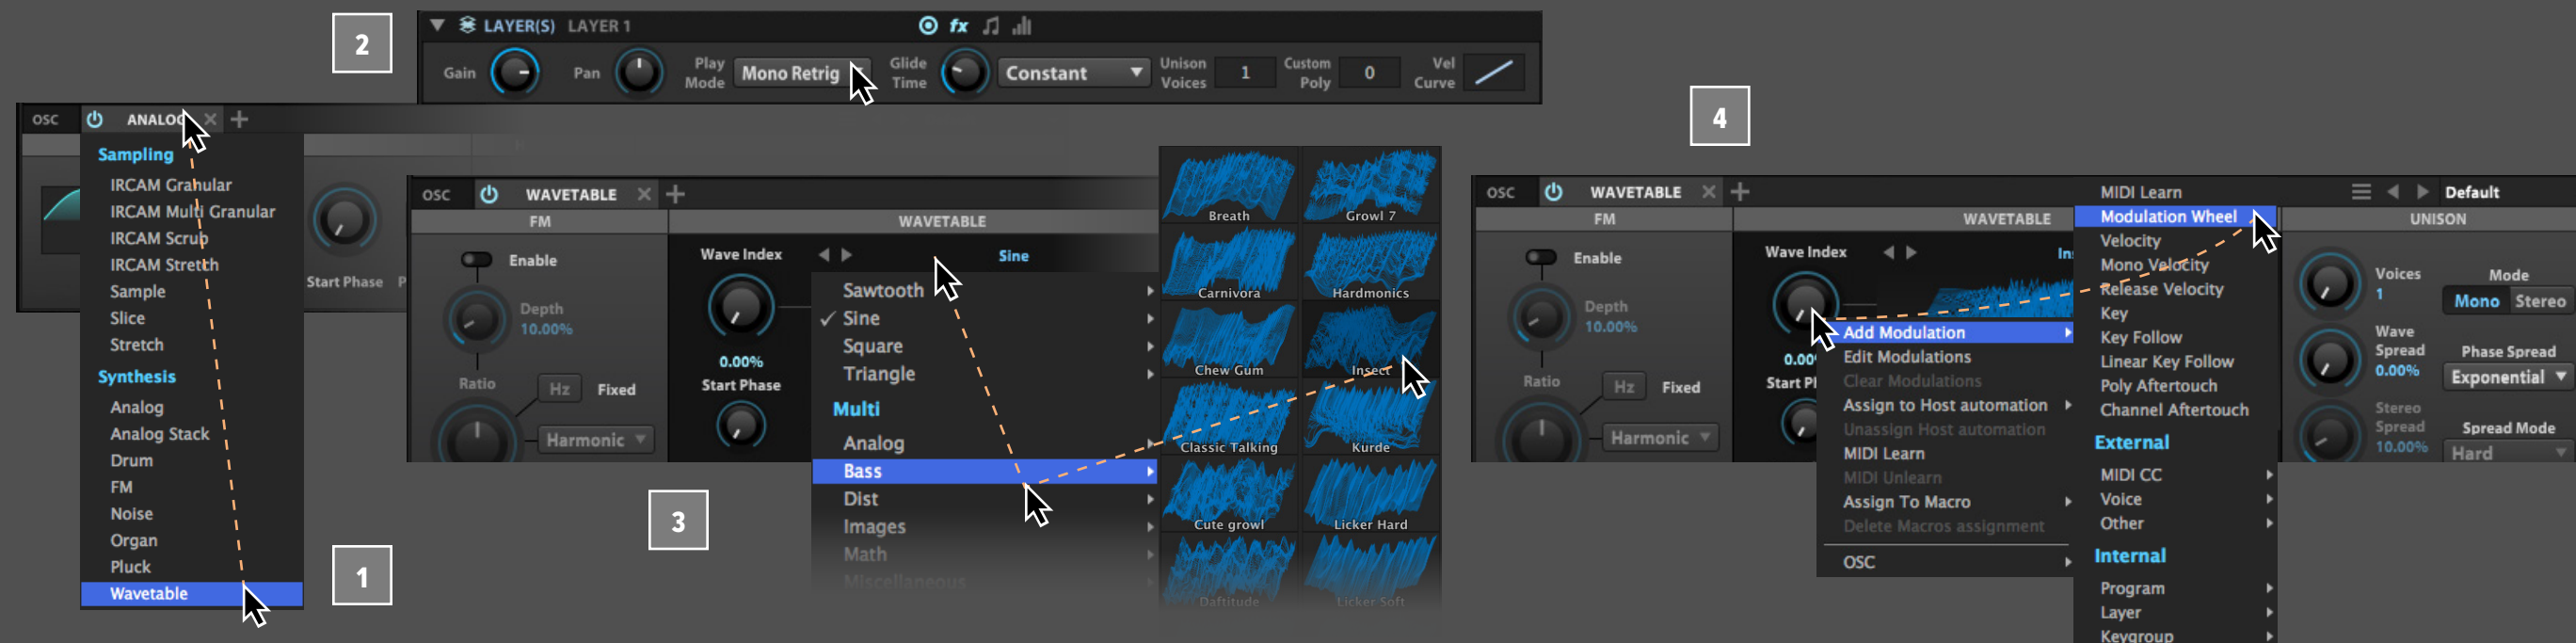 2
LAYER(S) LAYER 1 fx
Gain
Pan
Play Mode
Mono Retrig
Glide Time
Constant
Unison Voices
1
Custom Poly
0
Vel Curve
OSC ANALOG
Sampling
IRCAM Granular
IRCAM Multi Granular
IRCAM Scrub
IRCAM Stretch
Sample
Slice
Stretch
Synthesis
Analog
Analog Stack
Drum
FM
Noise
Organ
Pluck
Wavetable
Start Phase P
1
OSC WAVETABLE
FM
WAVETABLE
Enable
Depth
10.00%
Ratio
Hz Fixed
Harmonic
Wave Index
Sine
0.00%
Start Phase
Sawtooth
Sine
Square
Triangle
Multi
Analog
Bass
Dist
Images
Math
Miscellaneous
Breath Growl 7
Carnivora Hardmonics
Chew Gum Insect
Classic Talking Kurde
Cute growl Licker Hard
Daftitude Licker Soft
3
4
OSC WAVETABLE
Default
FM
WAVETABLE
UNISON
Enable
Depth
10.00%
Ratio
Hz Fixed
Harmonic
Wave Index
Ins
0.00
Start Pl
Add Modulation
Edit Modulations
Clear Modulations
Assign to Host automation
Unassign Host automation
MIDI Learn
MIDI Unlearn
Assign To Macro
Delete Macros assignment
OSC
MIDI Learn
Modulation Wheel
Velocity
Mono Velocity
Release Velocity
Key
Key Follow
Linear Key Follow
Poly Aftertouch
Channel Aftertouch
External
MIDI CC
Voice
Other
Internal
Program
Layer
Keygroup
Voices
1
Mode
Mono Stereo
Wave Spread
0.00%
Phase Spread
Exponential
Stereo Spread
10.00%
Spread Mode
Hard